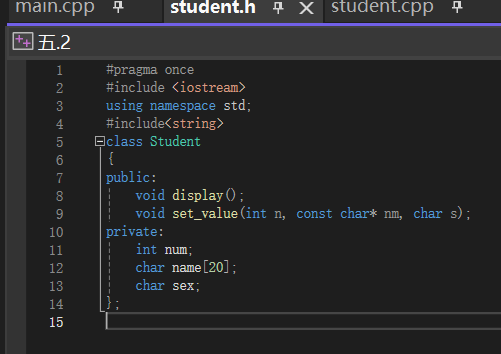 main.cpp student.h student.cpp
五.2
1 #pragma once
2 #include <iostream>
3 using namespace std;
4 #include<string>
5 class Student
6 {
7 public:
8 void display();
9 void set_value(int n, const char* nm, char s);
10 private:
11 int num;
12 char name[20];
13 char sex;
14 };
15